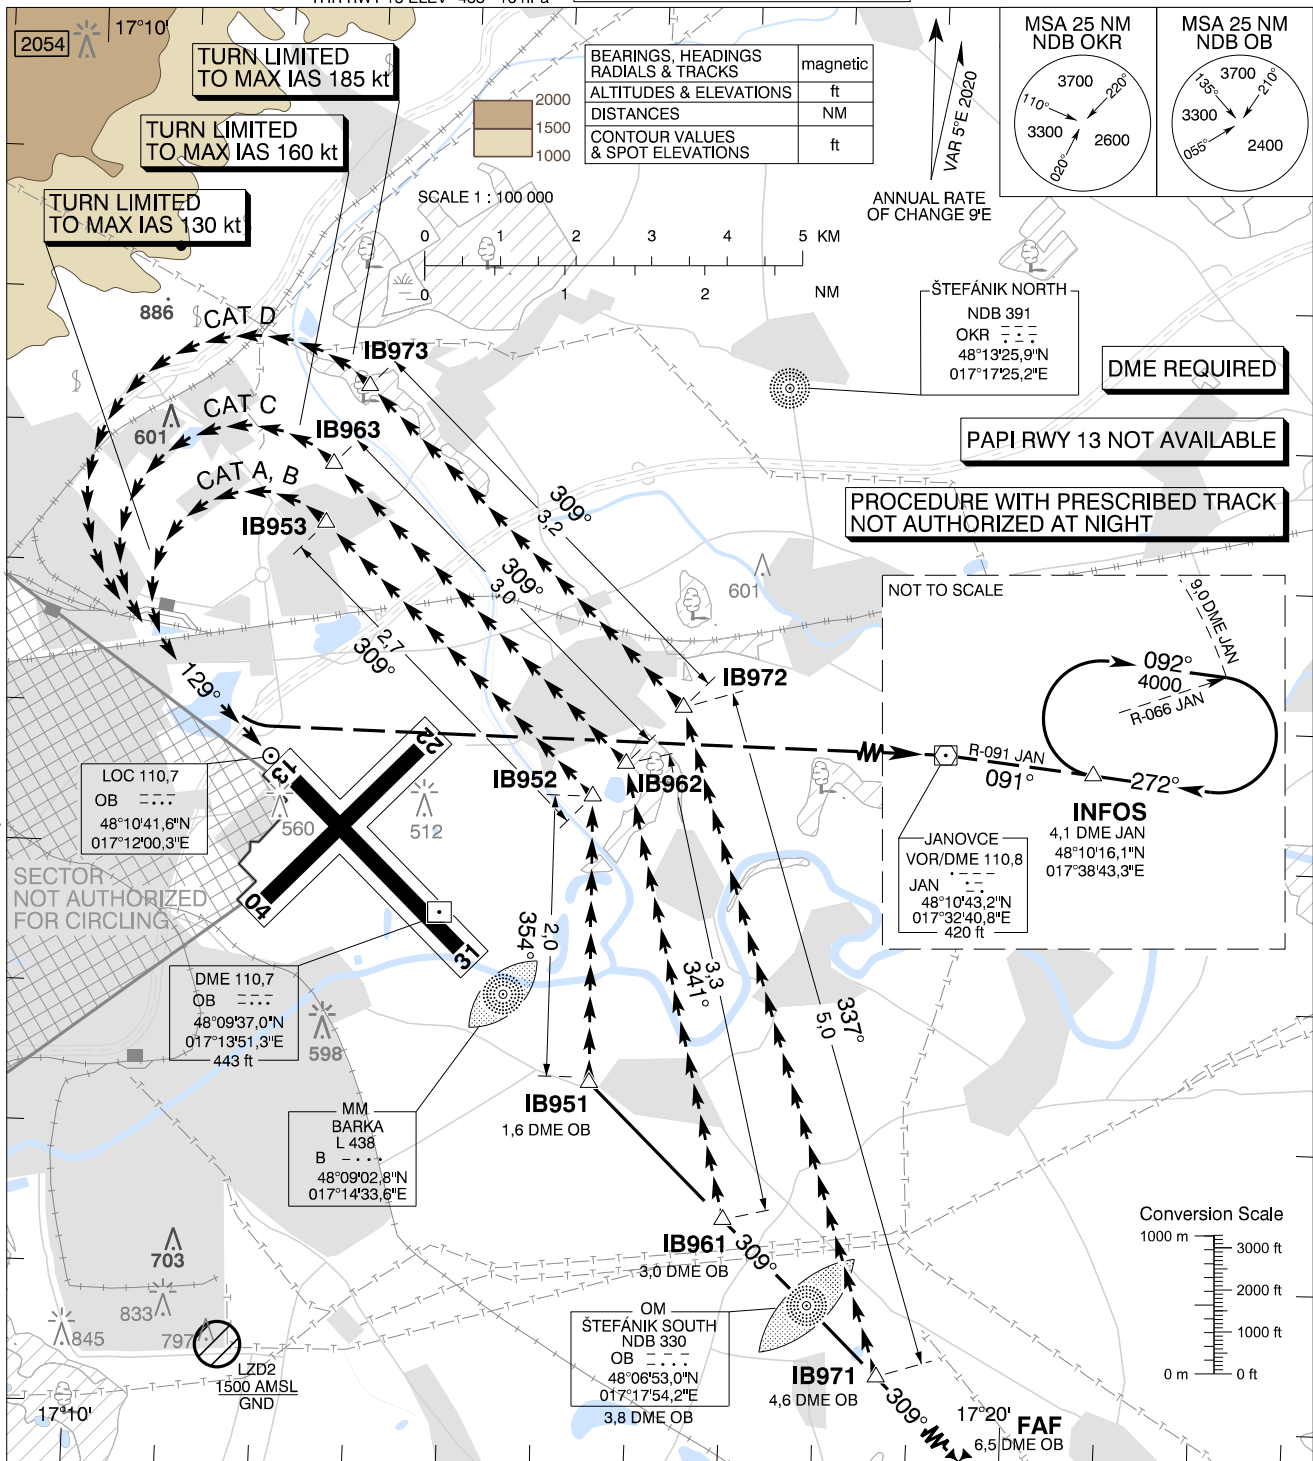 17°10'
2054
TURN LIMITED
TO MAX IAS 185 kt
TURN LIMITED
TO MAX IAS 160 kt
TURN LIMITED
TO MAX IAS 130 kt
2000
1500
1000
BEARINGS, HEADINGS
RADIALS & TRACKS
magnetic
ALTITUDES & ELEVATIONS
ft
DISTANCES
NM
CONTOUR VALUES
& SPOT ELEVATIONS
ft
SCALE 1 : 100 000
0 1 2 3 4 5 KM
0 1 2 NM
VAR 5°E 2020
ANNUAL RATE
OF CHANGE 9'E
MSA 25 NM
NDB OKR
3700
110°
220°
3300
2600
020°
MSA 25 NM
NDB OB
3700
135°
210°
3300
2400
055°
ŠTEFÁNIK NORTH
NDB 391
OKR
48°13'25,9"N
017°17'25,2"E
DME REQUIRED
PAPI RWY 13 NOT AVAILABLE
PROCEDURE WITH PRESCRIBED TRACK
NOT AUTHORIZED AT NIGHT
886
CAT D
IB973
CAT C
601
IB963
CAT A, B
IB953
309°
3,2
309°
3,0
2,7
309°
601
NOT TO SCALE
9,0 DME JAN
092°
4000
R-066 JAN
R-091 JAN
091°
272°
INFOS
4,1 DME JAN
48°10'16,1"N
017°38'43,3"E
JANOVCE
VOR/DME 110,8
JAN
48°10'43,2"N
017°32'40,8"E
420 ft
129°
IB972
IB952
IB962
22
13
04
31
LOC 110,7
OB
48°10'41,6"N
017°12'00,3"E
560
512
SECTOR
NOT AUTHORIZED
FOR CIRCLING
2,0
354°
3,3
341°
337°
5,0
DME 110,7
OB
48°09'37,0"N
017°13'51,3"E
443 ft
598
IB951
1,6 DME OB
MM
BARKA
L 438
B
48°09'02,8"N
017°14'33,6"E
IB961
3,0 DME OB
309°
703
833
845
797
LZD2
1500 AMSL
GND
OM
ŠTEFÁNIK SOUTH
NDB 330
OB
48°06'53,0"N
017°17'54,2"E
3,8 DME OB
IB971
4,6 DME OB
309°
17°20'
FAF
6,5 DME OB
17°10'
Conversion Scale
1000 m
3000 ft
2000 ft
1000 ft
0 m
0 ft